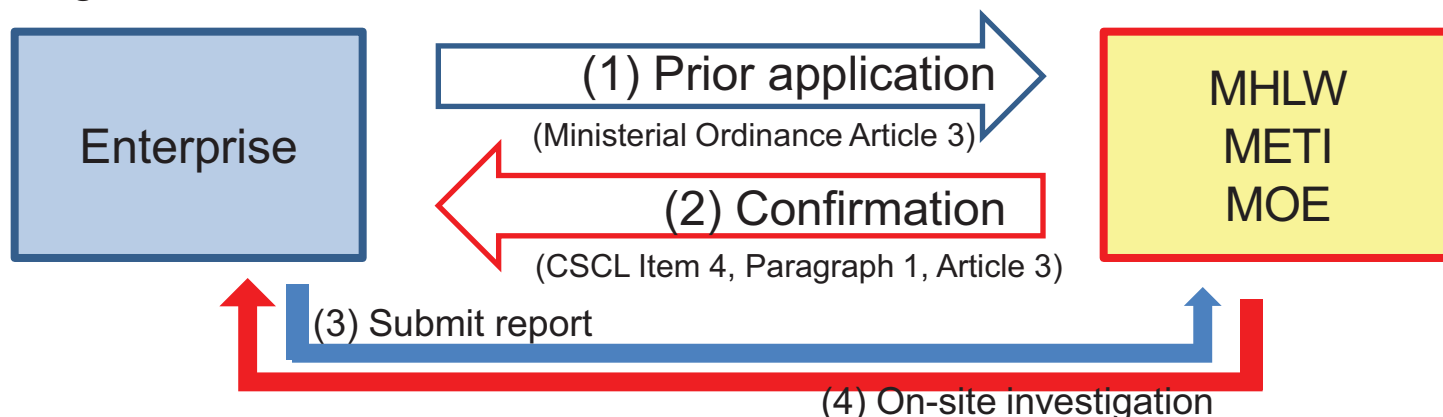 Enterprise
(1) Prior application
(Ministerial Ordinance Article 3)
(2) Confirmation
(CSCL Item 4, Paragraph 1, Article 3)
MHLW
METI
MOE
(3) Submit report
(4) On-site investigation